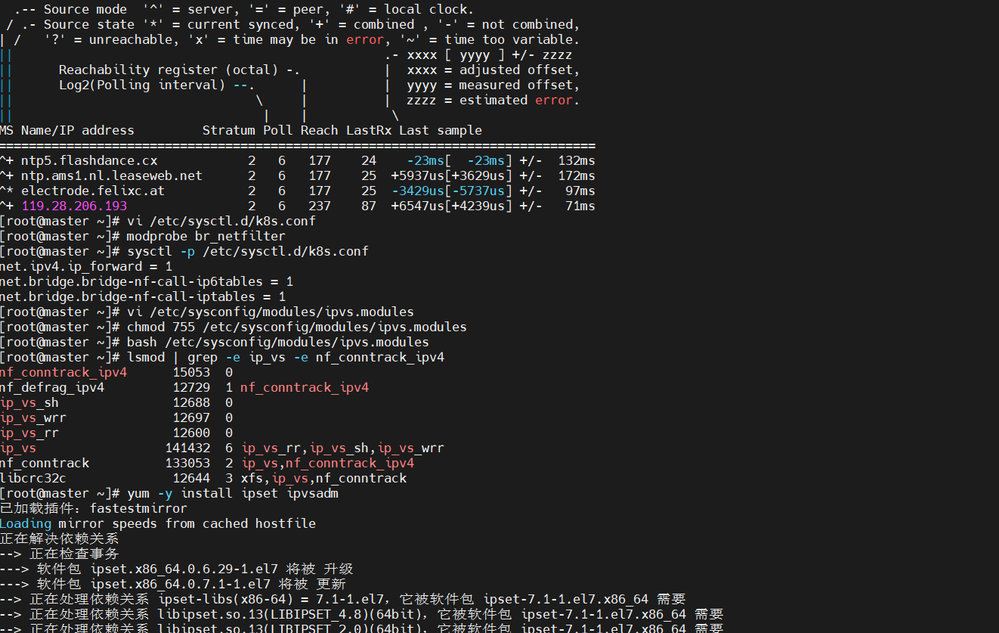 .-- Source mode  '^' = server, '=' = peer, '#' = local clock.
 / .- Source state '*' = current synced, '+' = combined , '-' = not combined,
| /   '?' = unreachable, 'x' = time may be in error, '~' = time too variable.
||                                                 .- xxxx [ yyyy ] +/- zzzz
||      Reachability register (octal) -.           |  xxxx = adjusted offset,
||      Log2(Polling interval) --.      |          |  yyyy = measured offset,
||                                \     |          |  zzzz = estimated error.
||                                 |    |           \
MS Name/IP address         Stratum Poll Reach LastRx Last sample
===============================================================================
^+ ntp5.flashdance.cx            2   6   177    24    -23ms[  -23ms] +/-  132ms
^+ ntp.ams1.nl.leaseweb.net      2   6   177    25  +5937us[+3629us] +/-  172ms
^* electrode.felixc.at           2   6   177    25  -3429us[-5737us] +/-   97ms
^+ 119.28.206.193                2   6   237    87  +6547us[+4239us] +/-   71ms
[root@master ~]# vi /etc/sysctl.d/k8s.conf
[root@master ~]# modprobe br_netfilter
[root@master ~]# sysctl -p /etc/sysctl.d/k8s.conf
net.ipv4.ip_forward = 1
net.bridge.bridge-nf-call-ip6tables = 1
net.bridge.bridge-nf-call-iptables = 1
[root@master ~]# vi /etc/sysconfig/modules/ipvs.modules
[root@master ~]# chmod 755 /etc/sysconfig/modules/ipvs.modules
[root@master ~]# bash /etc/sysconfig/modules/ipvs.modules
[root@master ~]# lsmod | grep -e ip_vs -e nf_conntrack_ipv4
nf_conntrack_ipv4      15053  0
nf_defrag_ipv4         12729  1 nf_conntrack_ipv4
ip_vs_sh               12688  0
ip_vs_wrr              12697  0
ip_vs_rr               12600  0
ip_vs                 141432  6 ip_vs_rr,ip_vs_sh,ip_vs_wrr
nf_conntrack          133053  2 ip_vs,nf_conntrack_ipv4
libcrc32c              12644  3 xfs,ip_vs,nf_conntrack
[root@master ~]# yum -y install ipset ipvsadm
已加载插件：fastestmirror
Loading mirror speeds from cached hostfile
正在解决依赖关系
--> 正在检查事务
---> 软件包 ipset.x86_64.0.6.29-1.el7 将被 升级
---> 软件包 ipset.x86_64.0.7.1-1.el7 将被 更新
--> 正在处理依赖关系 ipset-libs(x86-64) = 7.1-1.el7，它被软件包 ipset-7.1-1.el7.x86_64 需要
--> 正在处理依赖关系 libipset.so.13(LIBIPSET_4.8)(64bit)，它被软件包 ipset-7.1-1.el7.x86_64 需要
--> 正在处理依赖关系 libipset.so.13(LIBIPSET_2.0)(64bit)，它被软件包 ipset-7.1-1.el7.x86_64 需要